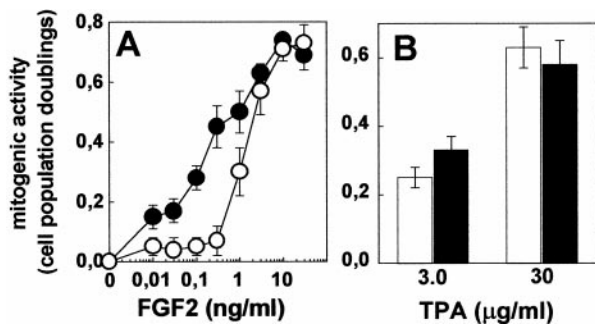 mitogenic activity
(cell population doublings)
A
0,8
0,6
0,4
0,2
0,0
0 0,01 0,1 1 10
FGF2 (ng/ml)
B
0,6
0,4
0,2
0,0
3.0 30
TPA (μg/ml)